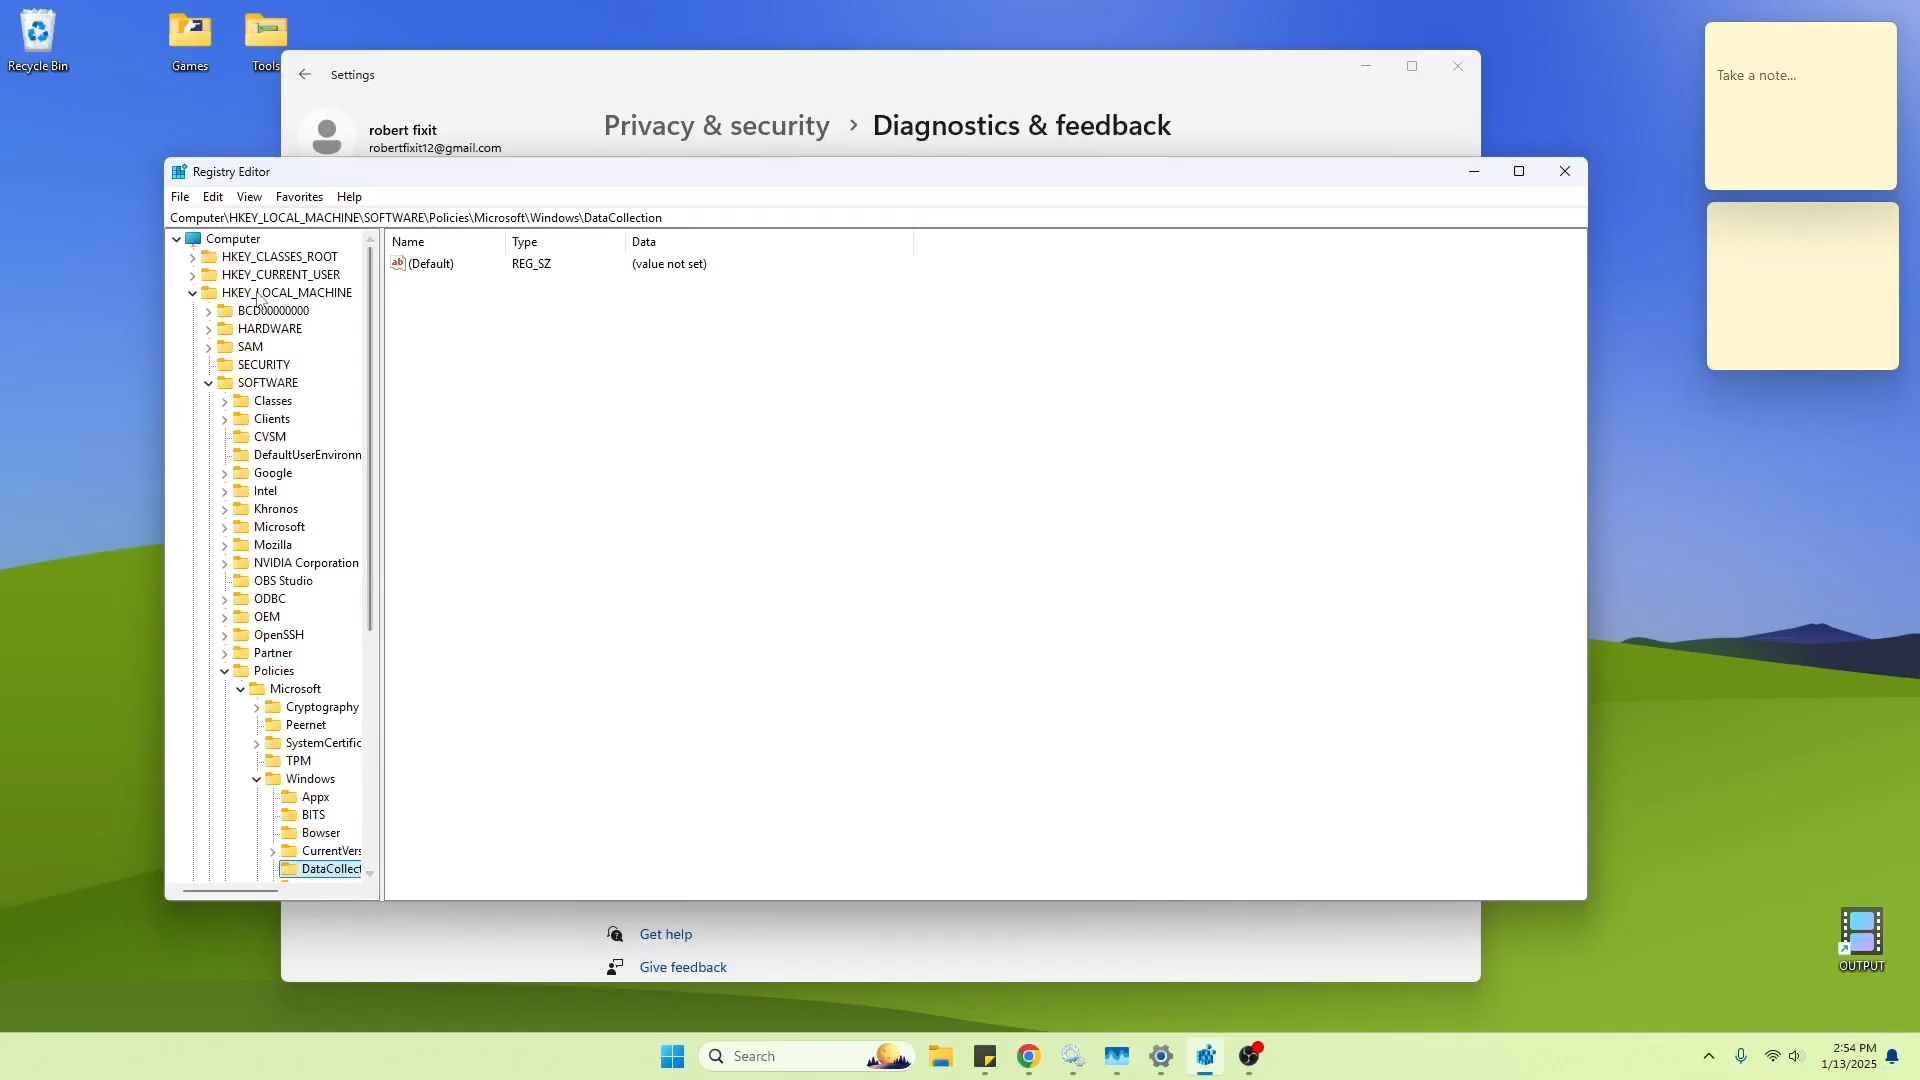 Recycle Bin
Games
Tools
Settings
robert fixit
robertfixit12@gmail.com
Privacy & security › Diagnostics & feedback
Take a note...
Registry Editor
File Edit View Favorites Help
Computer\HKEY_LOCAL_MACHINE\SOFTWARE\Policies\Microsoft\Windows\DataCollection
Name Type Data
(Default) REG_SZ (value not set)
Computer
HKEY_CLASSES_ROOT
HKEY_CURRENT_USER
HKEY_LOCAL_MACHINE
BCD00000000
HARDWARE
SAM
SECURITY
SOFTWARE
Classes
Clients
CVSM
DefaultUserEnvironn
Google
Intel
Khronos
Microsoft
Mozilla
NVIDIA Corporation
OBS Studio
ODBC
OEM
OpenSSH
Partner
Policies
Microsoft
Cryptography
Peernet
SystemCertific
TPM
Windows
Appx
BITS
Bowser
CurrentVers
DataCollect
Get help
Give feedback
OUTPUT
Search
2:54 PM
1/13/2025